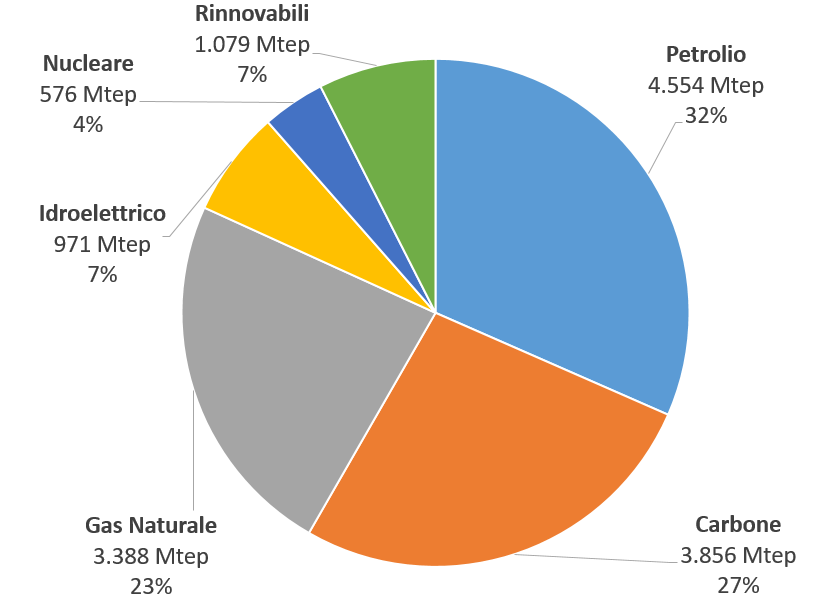 Rinnovabili
1.079 Mtep
7%
Nucleare
576 Mtep
4%
Petrolio
4.554 Mtep
32%
Idroelettrico
971 Mtep
7%
Gas Naturale
3.388 Mtep
23%
Carbone
3.856 Mtep
27%